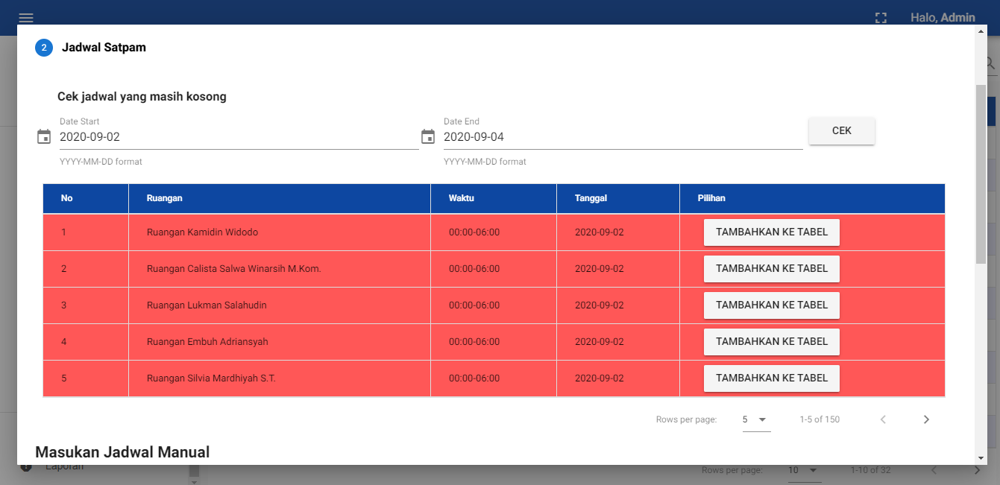 Halo, Admin
2 Jadwal Satpam
Cek jadwal yang masih kosong
Date Start Date End
2020-09-02 2020-09-04 CEK
YYYY-MM-DD format YYYY-MM-DD format
No Ruangan Waktu Tanggal Pilihan
1 Ruangan Kamidin Widodo 00:00-06:00 2020-09-02 TAMBAHKAN KE TABEL
2 Ruangan Calista Salwa Winarsih M.Kom. 00:00-06:00 2020-09-02 TAMBAHKAN KE TABEL
3 Ruangan Lukman Salahudin 00:00-06:00 2020-09-02 TAMBAHKAN KE TABEL
4 Ruangan Embuh Adriansyah 00:00-06:00 2020-09-02 TAMBAHKAN KE TABEL
5 Ruangan Silvia Mardhiyah S.T. 00:00-06:00 2020-09-02 TAMBAHKAN KE TABEL
Rows per page: 5 1-5 of 150
Masukan Jadwal Manual
Laporan Rows per page: 10 1-10 of 32